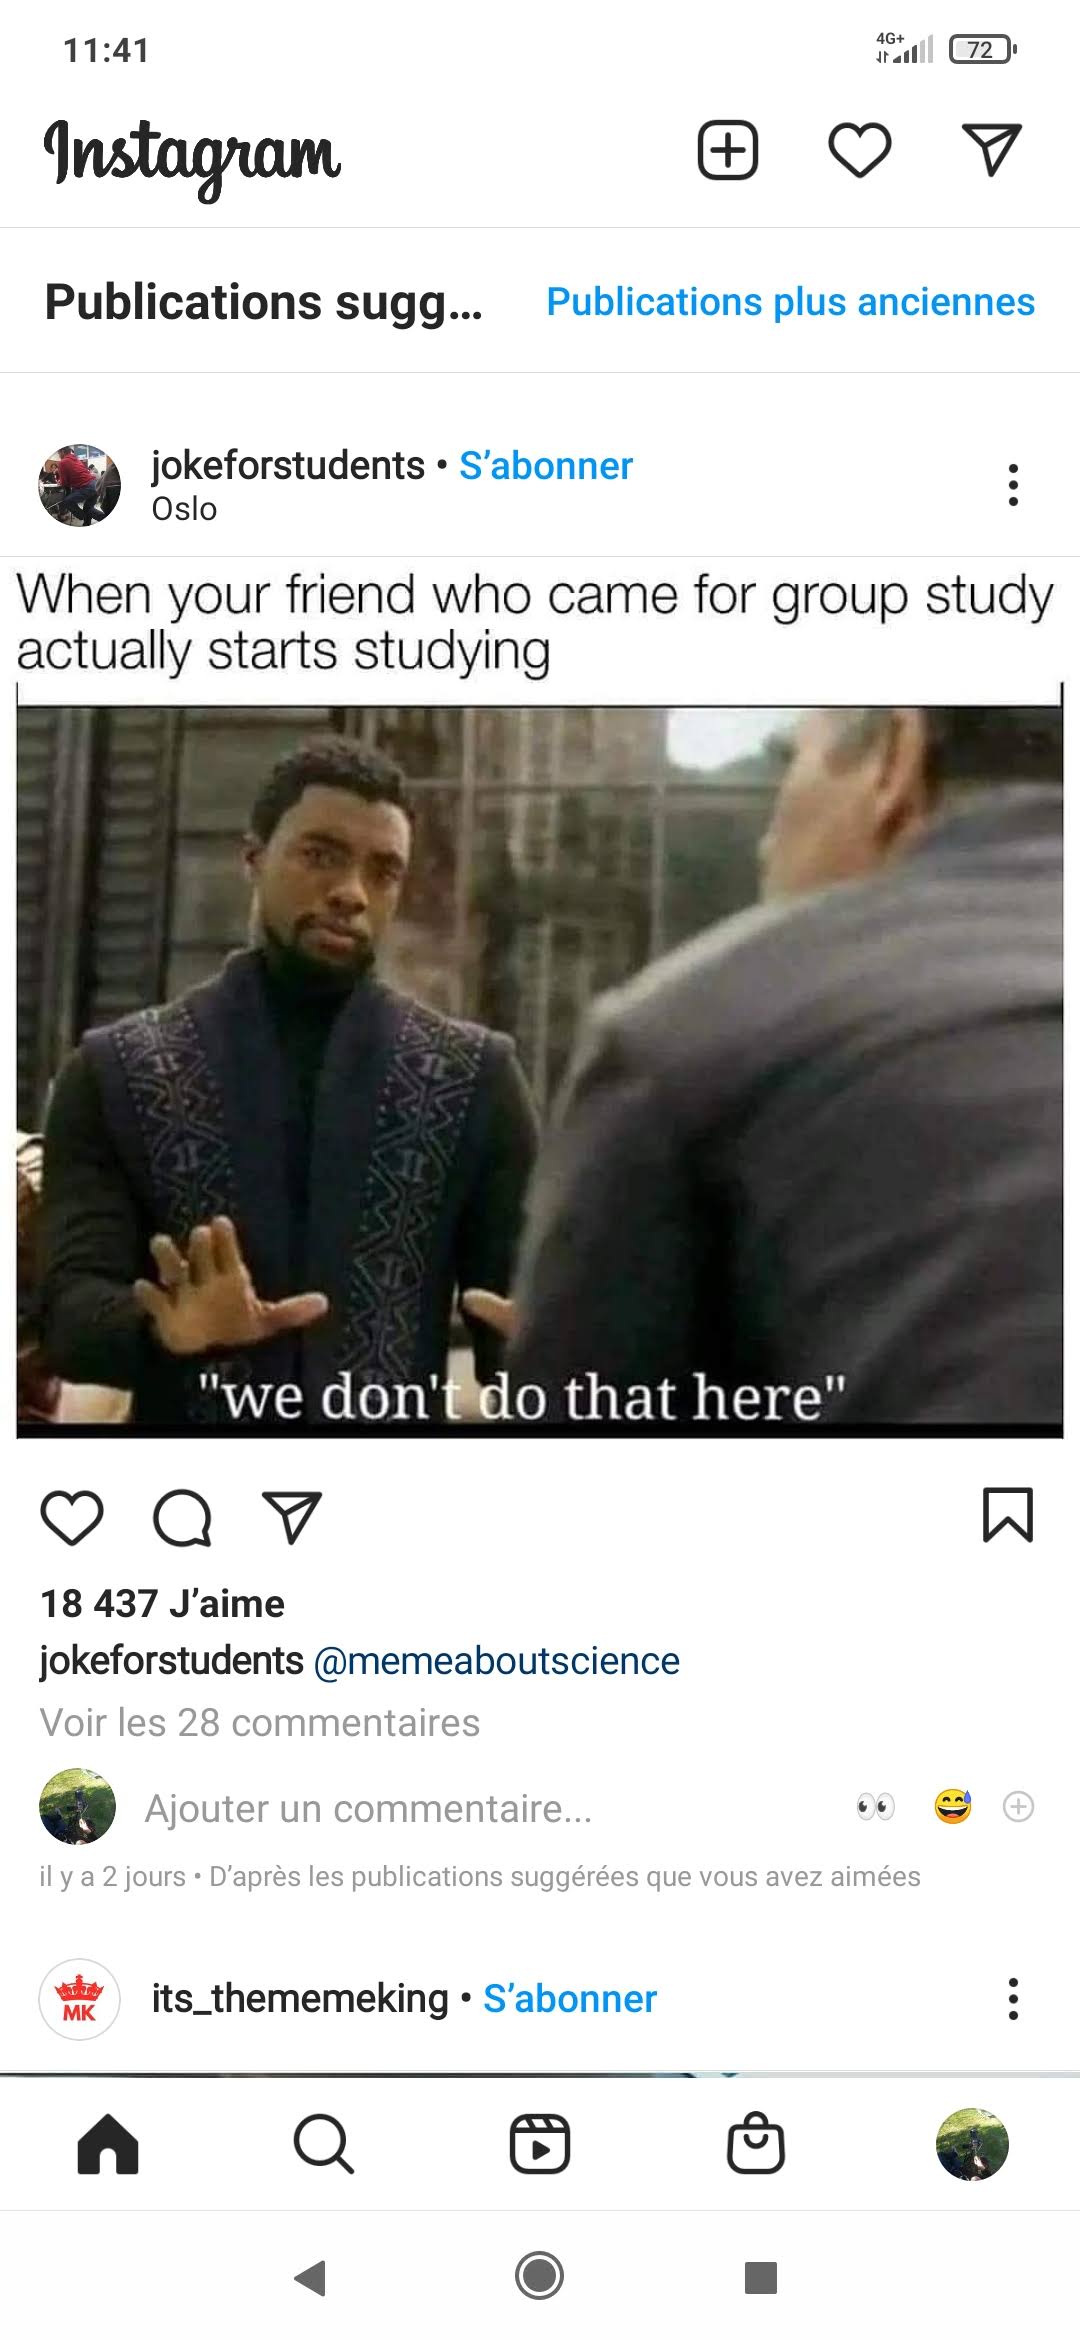 11:41
4G+
72
Instagram
Publications sugg...
Publications plus anciennes
jokeforstudents • S’abonner
Oslo
When your friend who came for group study
actually starts studying
"we don't do that here"
18 437 J’aime
jokeforstudents @memeaboutscience
Voir les 28 commentaires
Ajouter un commentaire...
il y a 2 jours • D’après les publications suggérées que vous avez aimées
MK
its_thememeking • S’abonner